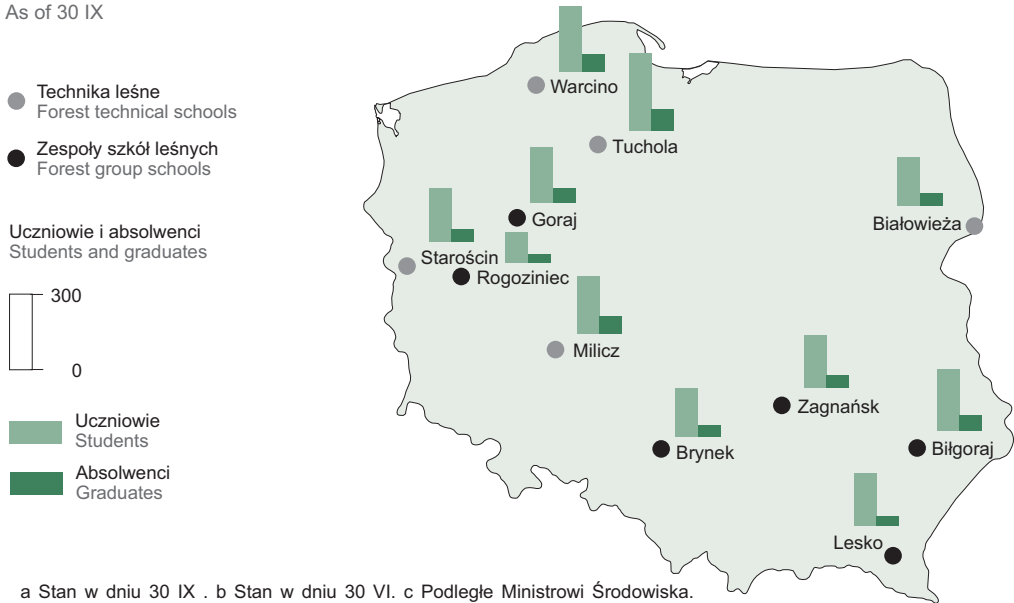 As of 30 IX
Technika leśne
Forest technical schools
Zespoły szkół leśnych
Forest group schools
Uczniowie i absolwenci
Students and graduates
300
0
Uczniowie
Students
Absolwenci
Graduates
Warcino
Tuchola
Goraj
Białowieża
Starościn
Rogoziniec
Milicz
Zagnańsk
Brynek
Biłgoraj
Lesko
a Stan w dniu 30 IX . b Stan w dniu 30 VI. c Podległe Ministrowi Środowiska.